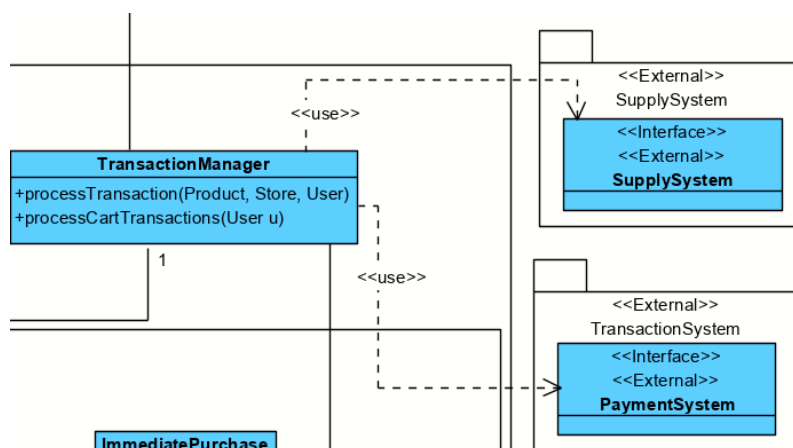 <<External>>
SupplySystem
<<Interface>>
<<External>>
SupplySystem
<<use>>
TransactionManager
+processTransaction(Product, Store, User)
+processCartTransactions(User u)
1
<<use>>
<<External>>
TransactionSystem
<<Interface>>
<<External>>
PaymentSystem
ImmediatePurchase